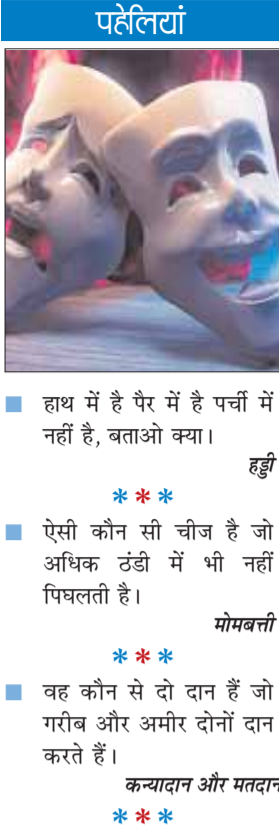 पहेलियां
हाथ में है पैर में है पर्ची में
नहीं है, बताओ क्या।
हड्डी
***
ऐसी कौन सी चीज है जो
अधिक ठंडी में भी नहीं
पिघलती है।
मोमबत्ती
***
वह कौन से दो दान हैं जो
गरीब और अमीर दोनों दान
करते हैं।
कन्यादान और मतदान
***